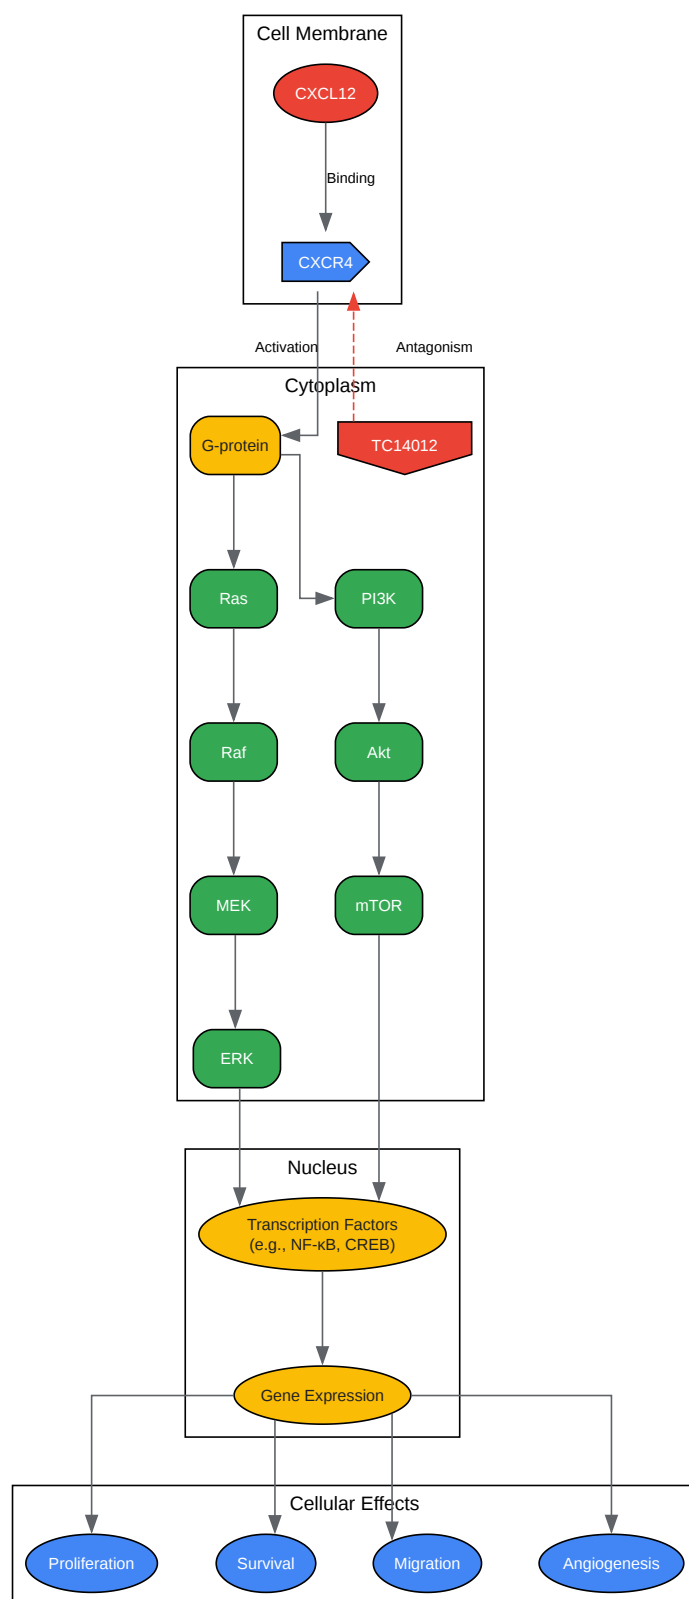 Cell Membrane
CXCL12
Binding
CXCR4
Activation
Antagonism
Cytoplasm
G-protein
TC14012
Ras
PI3K
Raf
Akt
MEK
mTOR
ERK
Nucleus
Transcription Factors
(e.g., NF-κB, CREB)
Gene Expression
Cellular Effects
Proliferation
Survival
Migration
Angiogenesis